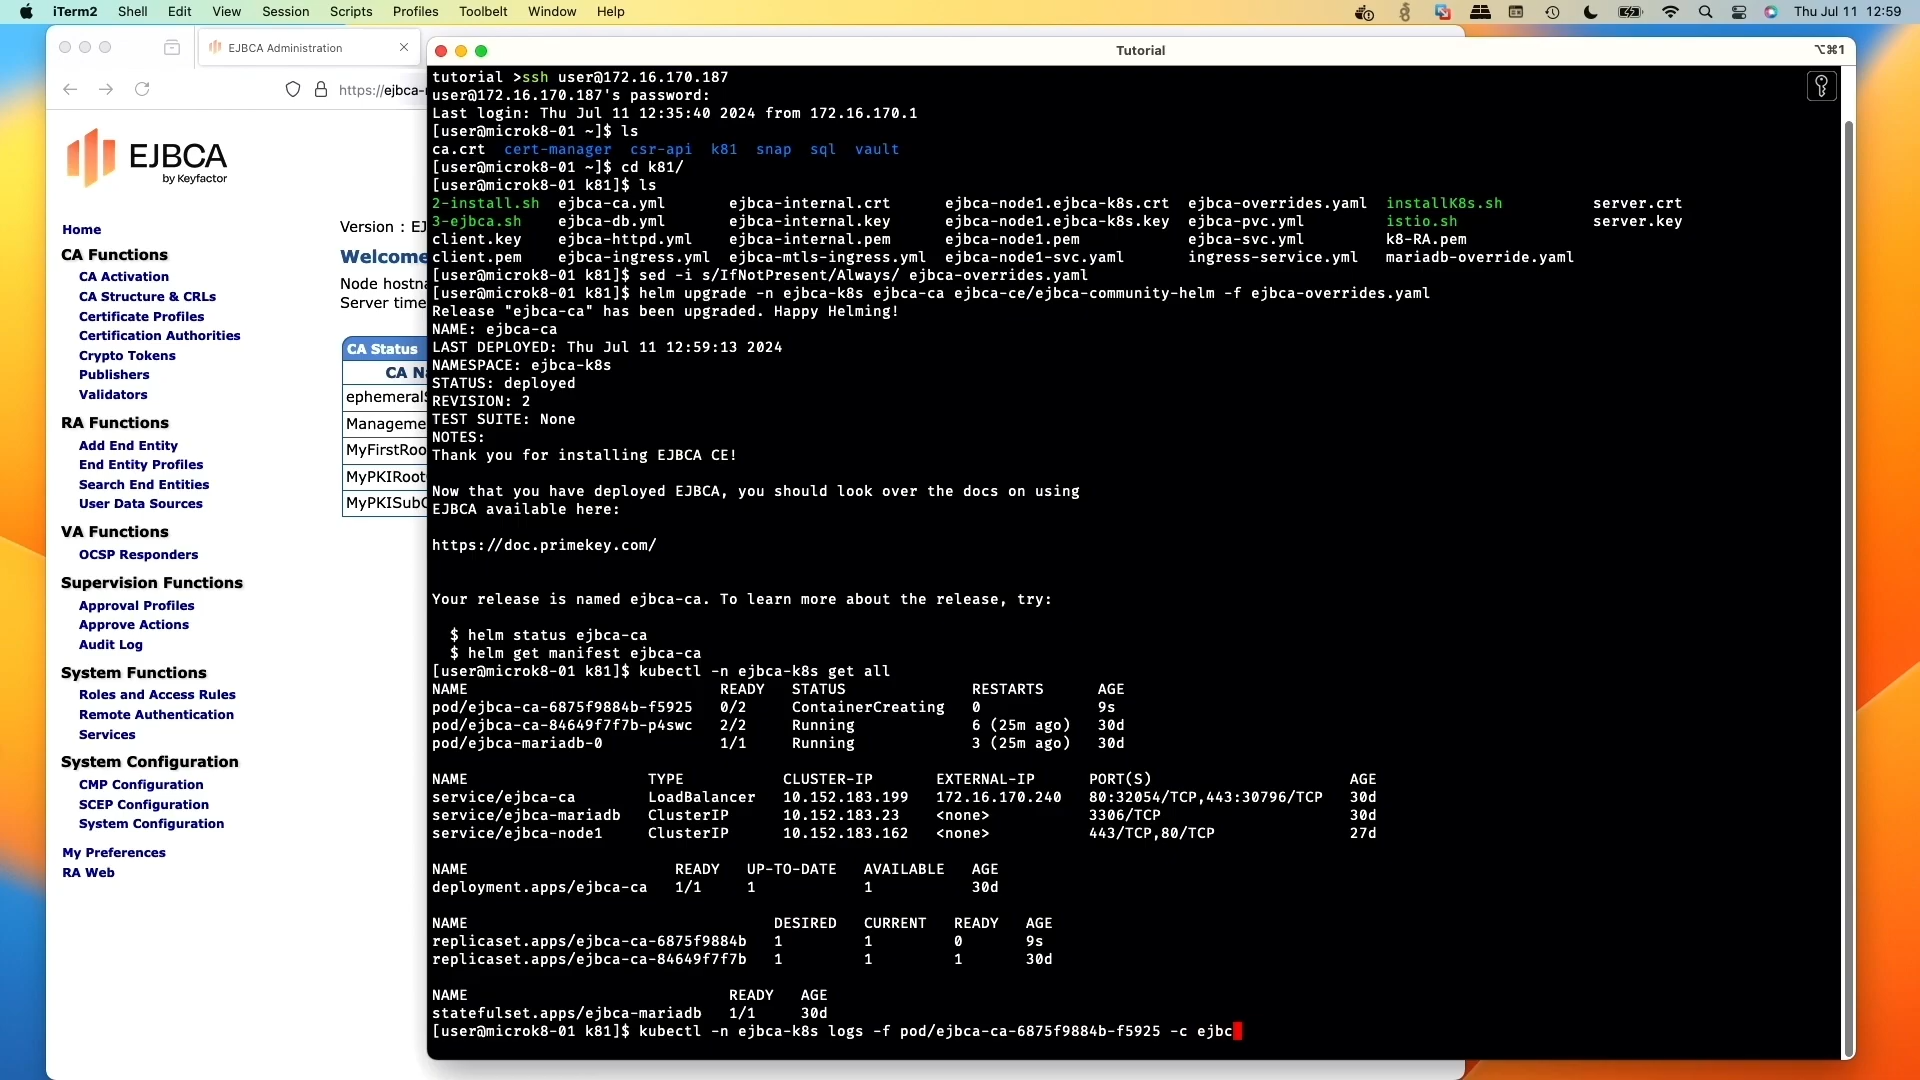 iTerm2 Shell Edit View Session Scripts Profiles Toolbelt Window Help Thu Jul 11 12:59
EJBCA Administration
https://ejbca-
EJBCA
by Keyfactor
Home
CA Functions
CA Activation
CA Structure & CRLs
Certificate Profiles
Certification Authorities
Crypto Tokens
Publishers
Validators
RA Functions
Add End Entity
End Entity Profiles
Search End Entities
User Data Sources
VA Functions
OCSP Responders
Supervision Functions
Approval Profiles
Approve Actions
Audit Log
System Functions
Roles and Access Rules
Remote Authentication
Services
System Configuration
CMP Configuration
SCEP Configuration
System Configuration
My Preferences
RA Web
Version : EJ
Welcome
Node hostna
Server time
CA Status
CA N
ephemeral
Manageme
MyFirstRoo
MyPKIRoot
MyPKISubC
Tutorial
⌥⌘1
tutorial >ssh user@172.16.170.187
user@172.16.170.187's password:
Last login: Thu Jul 11 12:35:40 2024 from 172.16.170.1
[user@microk8-01 ~]$ ls
ca.crt cert-manager csr-api k81 snap sql vault
[user@microk8-01 ~]$ cd k81/
[user@microk8-01 k81]$ ls
2-install.sh ejbca-ca.yml ejbca-internal.crt ejbca-node1.ejbca-k8s.crt ejbca-overrides.yaml installK8s.sh server.crt
3-ejbca.sh ejbca-db.yml ejbca-internal.key ejbca-node1.ejbca-k8s.key ejbca-pvc.yml istio.sh server.key
client.key ejbca-httpd.yml ejbca-internal.pem ejbca-node1.pem ejbca-svc.yml k8-RA.pem
client.pem ejbca-ingress.yml ejbca-mtls-ingress.yml ejbca-node1-svc.yaml ingress-service.yml mariadb-override.yaml
[user@microk8-01 k81]$ sed -i s/IfNotPresent/Always/ ejbca-overrides.yaml
[user@microk8-01 k81]$ helm upgrade -n ejbca-k8s ejbca-ca ejbca-ce/ejbca-community-helm -f ejbca-overrides.yaml
Release "ejbca-ca" has been upgraded. Happy Helming!
NAME: ejbca-ca
LAST DEPLOYED: Thu Jul 11 12:59:13 2024
NAMESPACE: ejbca-k8s
STATUS: deployed
REVISION: 2
TEST SUITE: None
NOTES:
Thank you for installing EJBCA CE!
Now that you have deployed EJBCA, you should look over the docs on using
EJBCA available here:
https://doc.primekey.com/
Your release is named ejbca-ca. To learn more about the release, try:
$ helm status ejbca-ca
$ helm get manifest ejbca-ca
[user@microk8-01 k81]$ kubectl -n ejbca-k8s get all
NAME READY STATUS RESTARTS AGE
pod/ejbca-ca-6875f9884b-f5925 0/2 ContainerCreating 0 9s
pod/ejbca-ca-84649f7f7b-p4swc 2/2 Running 6 (25m ago) 30d
pod/ejbca-mariadb-0 1/1 Running 3 (25m ago) 30d
NAME TYPE CLUSTER-IP EXTERNAL-IP PORT(S) AGE
service/ejbca-ca LoadBalancer 10.152.183.199 172.16.170.240 80:32054/TCP,443:30796/TCP 30d
service/ejbca-mariadb ClusterIP 10.152.183.23 <none> 3306/TCP 30d
service/ejbca-node1 ClusterIP 10.152.183.162 <none> 443/TCP,80/TCP 27d
NAME READY UP-TO-DATE AVAILABLE AGE
deployment.apps/ejbca-ca 1/1 1 1 30d
NAME DESIRED CURRENT READY AGE
replicaset.apps/ejbca-ca-6875f9884b 1 1 0 9s
replicaset.apps/ejbca-ca-84649f7f7b 1 1 1 30d
NAME READY AGE
statefulset.apps/ejbca-mariadb 1/1 30d
[user@microk8-01 k81]$ kubectl -n ejbca-k8s logs -f pod/ejbca-ca-6875f9884b-f5925 -c ejbc